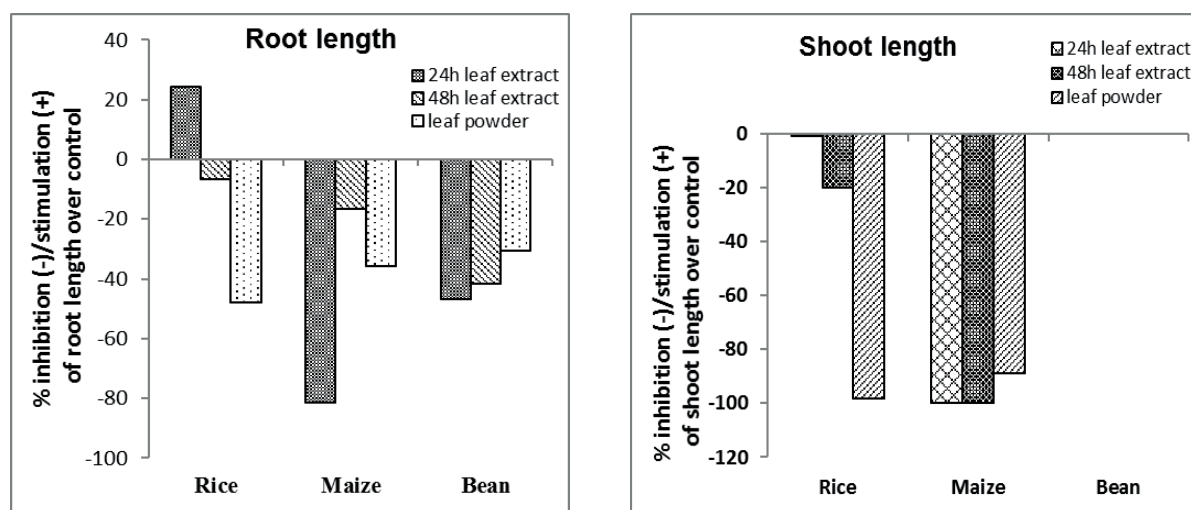 Root length
24h leaf extract
48h leaf extract
leaf powder
% inhibition (-)/stimulation (+)
of root length over control
40
20
0
-20
-40
-60
-80
-100
Rice Maize Bean
Shoot length
24h leaf extract
48h leaf extract
leaf powder
% inhibition (-)/stimulation (+)
of shoot length over control
0
-20
-40
-60
-80
-100
-120
Rice Maize Bean